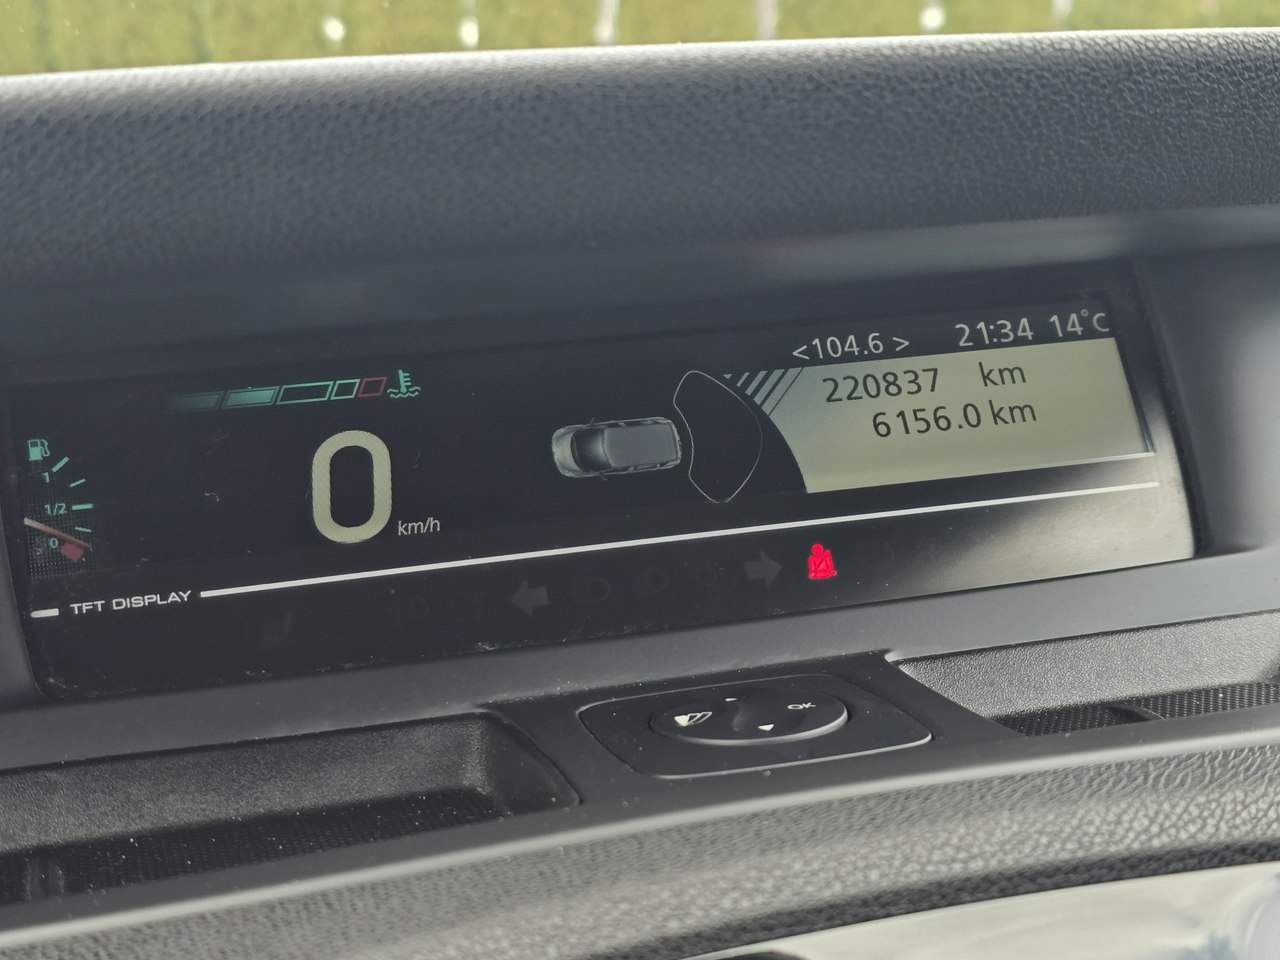 <104.6> 21:34 14°C
220837 km
6156.0 km
1
1/2
0
0 km/h
TFT DISPLAY
OK